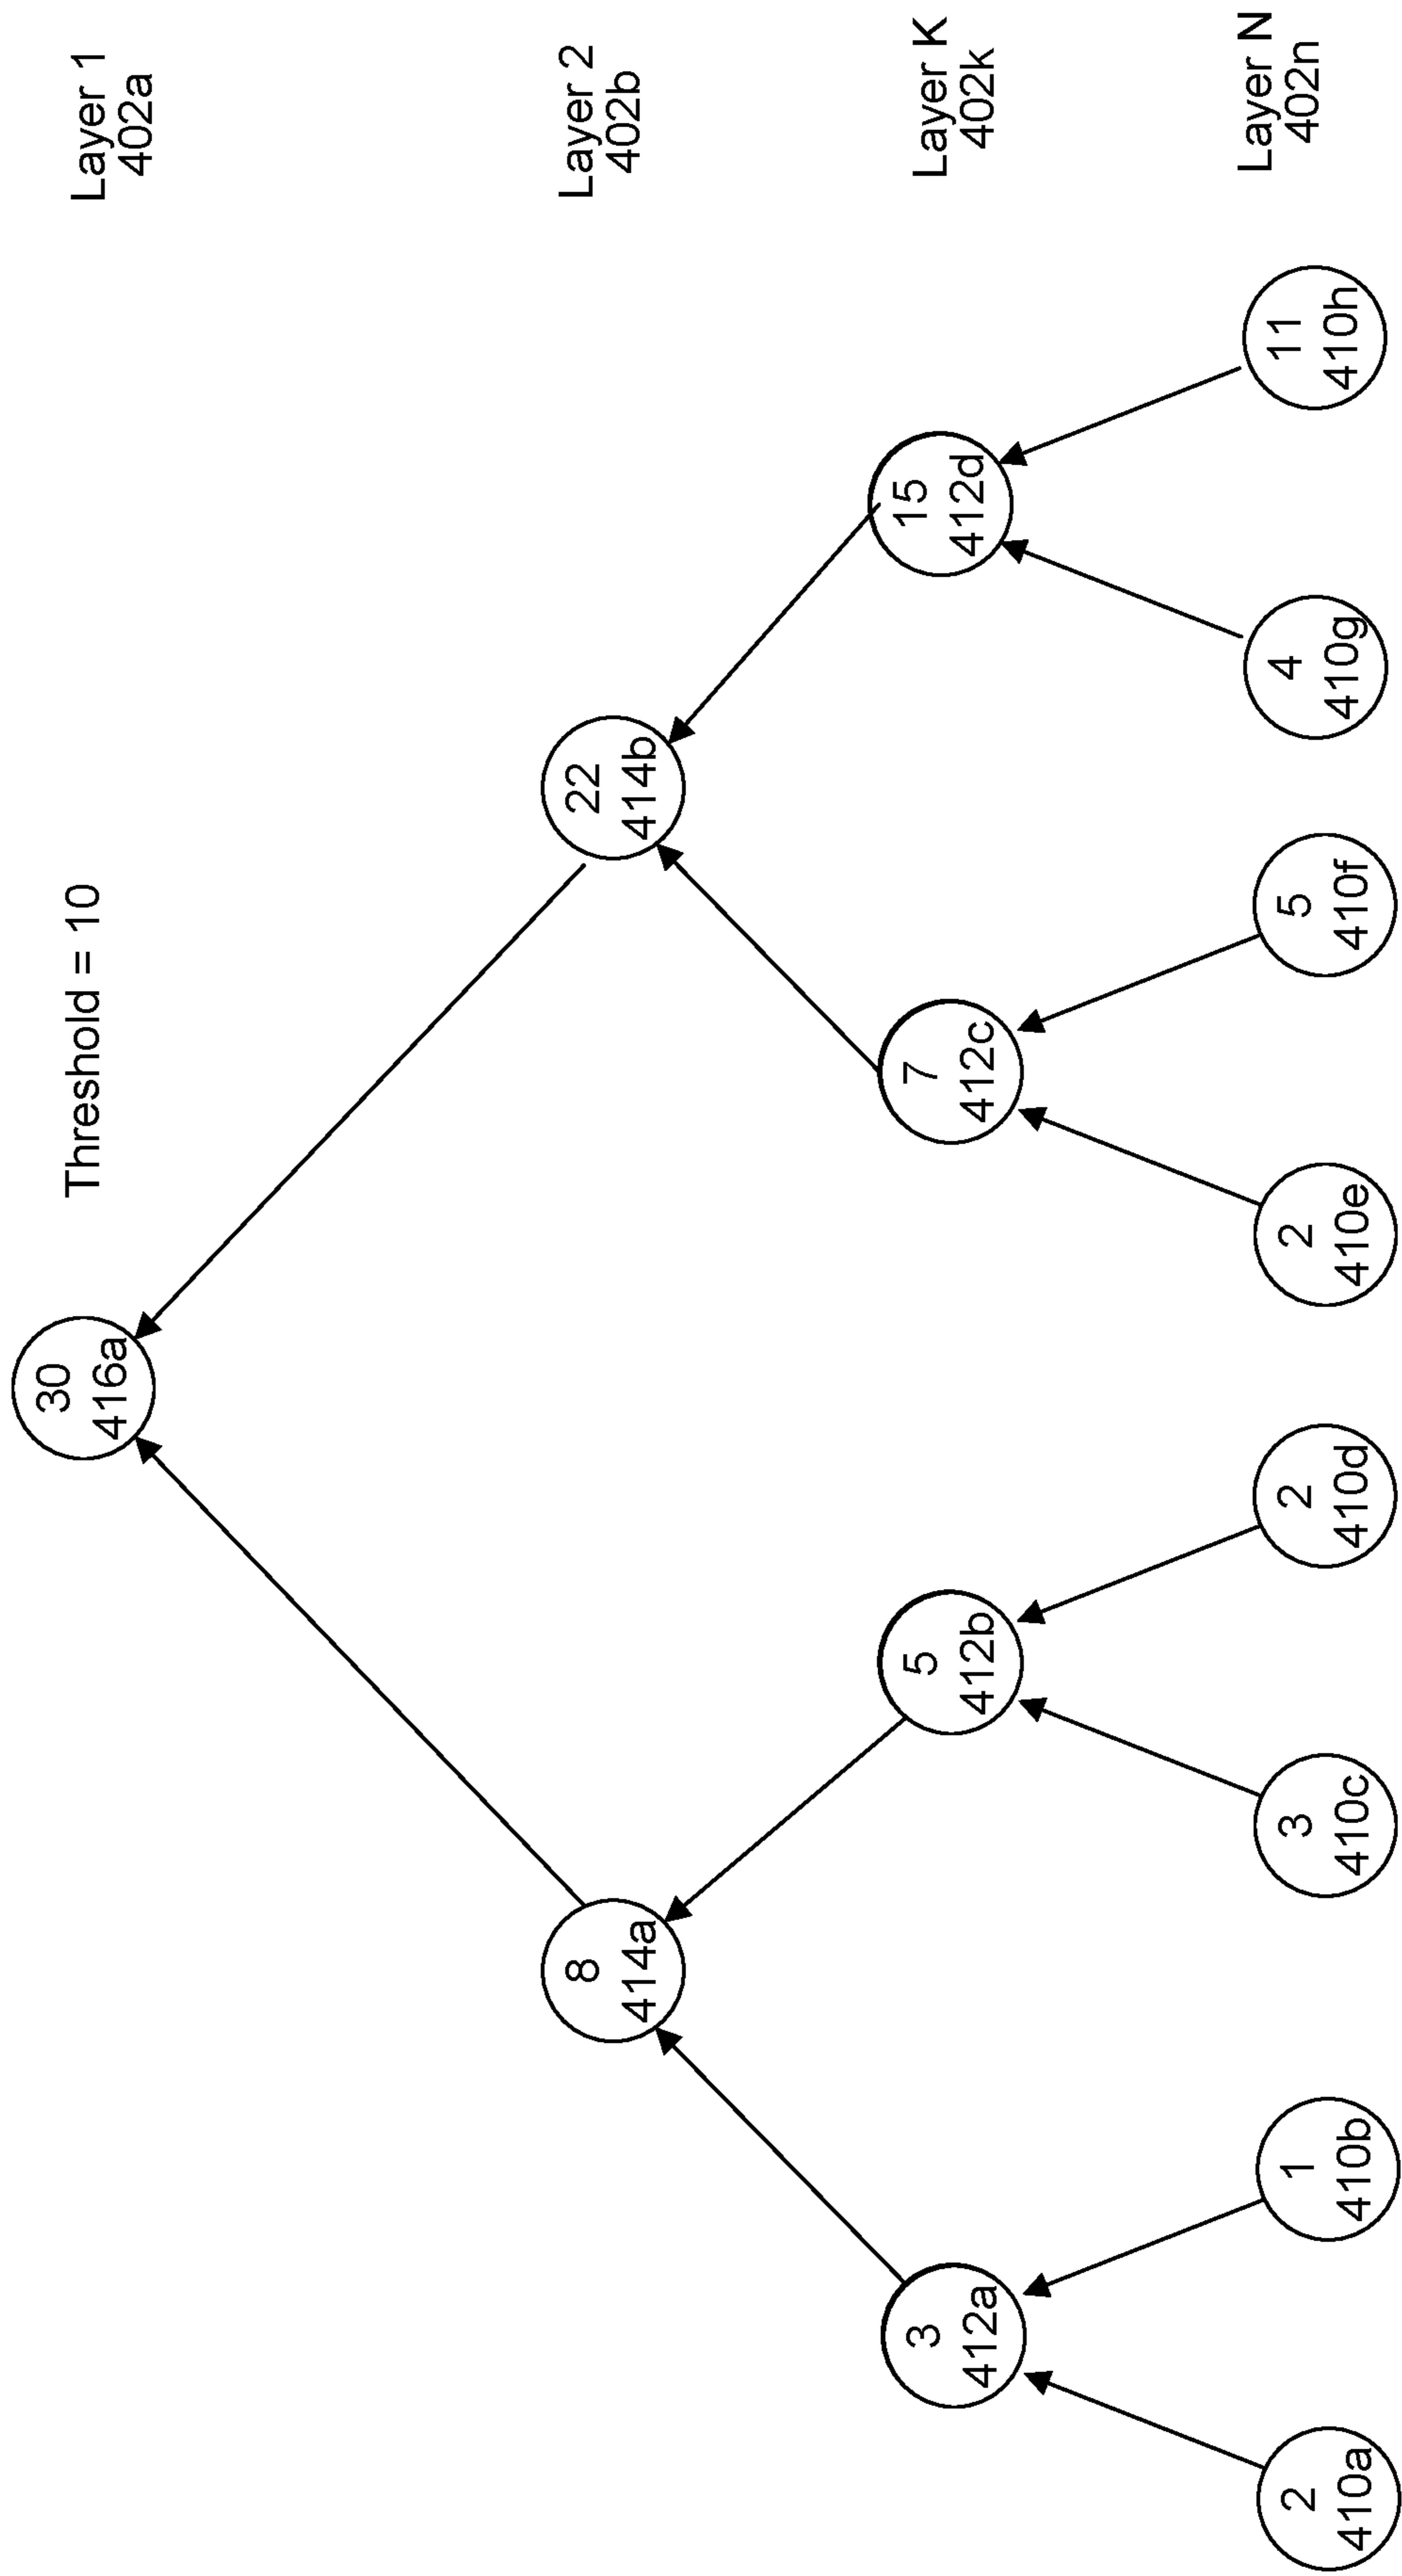 Layer 1
402a
Threshold = 10
30
416a
Layer 2
402b
8
414a
22
414b
Layer K
402k
3
412a
5
412b
7
412c
15
412d
Layer N
402n
2
410a
1
410b
3
410c
2
410d
2
410e
5
410f
4
410g
11
410h